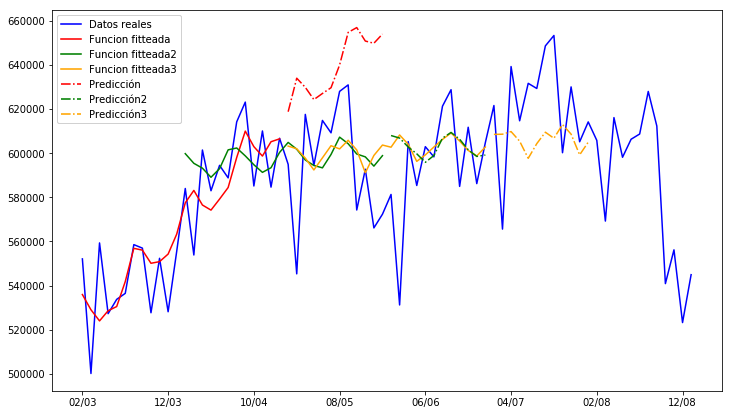 660000
640000
620000
600000
580000
560000
540000
520000
500000
Datos reales
Funcion fitteada
Funcion fitteada2
Funcion fitteada3
Predicción
Predicción2
Predicción3
02/03
12/03
10/04
08/05
06/06
04/07
02/08
12/08